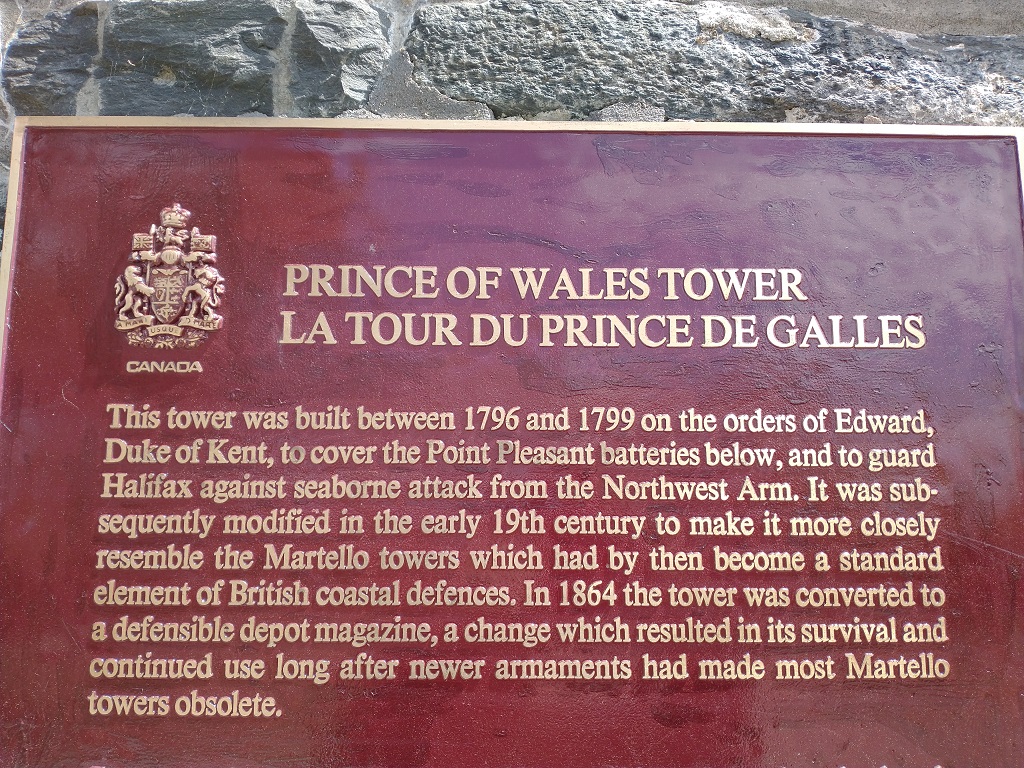 PRINCE OF WALES TOWER
LA TOUR DU PRINCE DE GALLES
A MARI USQUE AD MARE
CANADA
This tower was built between 1796 and 1799 on the orders of Edward,
Duke of Kent, to cover the Point Pleasant batteries below, and to guard
Halifax against seaborne attack from the Northwest Arm. It was sub-
sequently modified in the early 19th century to make it more closely
resemble the Martello towers which had by then become a standard
element of British coastal defences. In 1864 the tower was converted to
a defensible depot magazine, a change which resulted in its survival and
continued use long after newer armaments had made most Martello
towers obsolete.